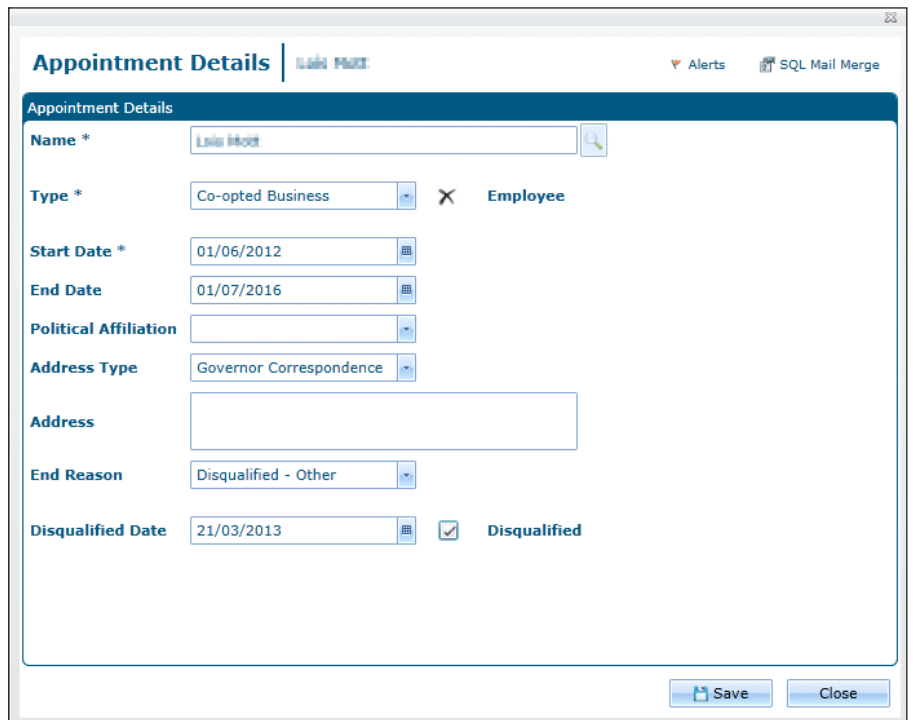 Appointment Details
Alerts
SQL Mail Merge
Appointment Details
Name *
Type * Co-opted Business Employee
Start Date * 01/06/2012
End Date 01/07/2016
Political Affiliation
Address Type Governor Correspondence
Address
End Reason Disqualified - Other
Disqualified Date 21/03/2013 Disqualified
Save
Close